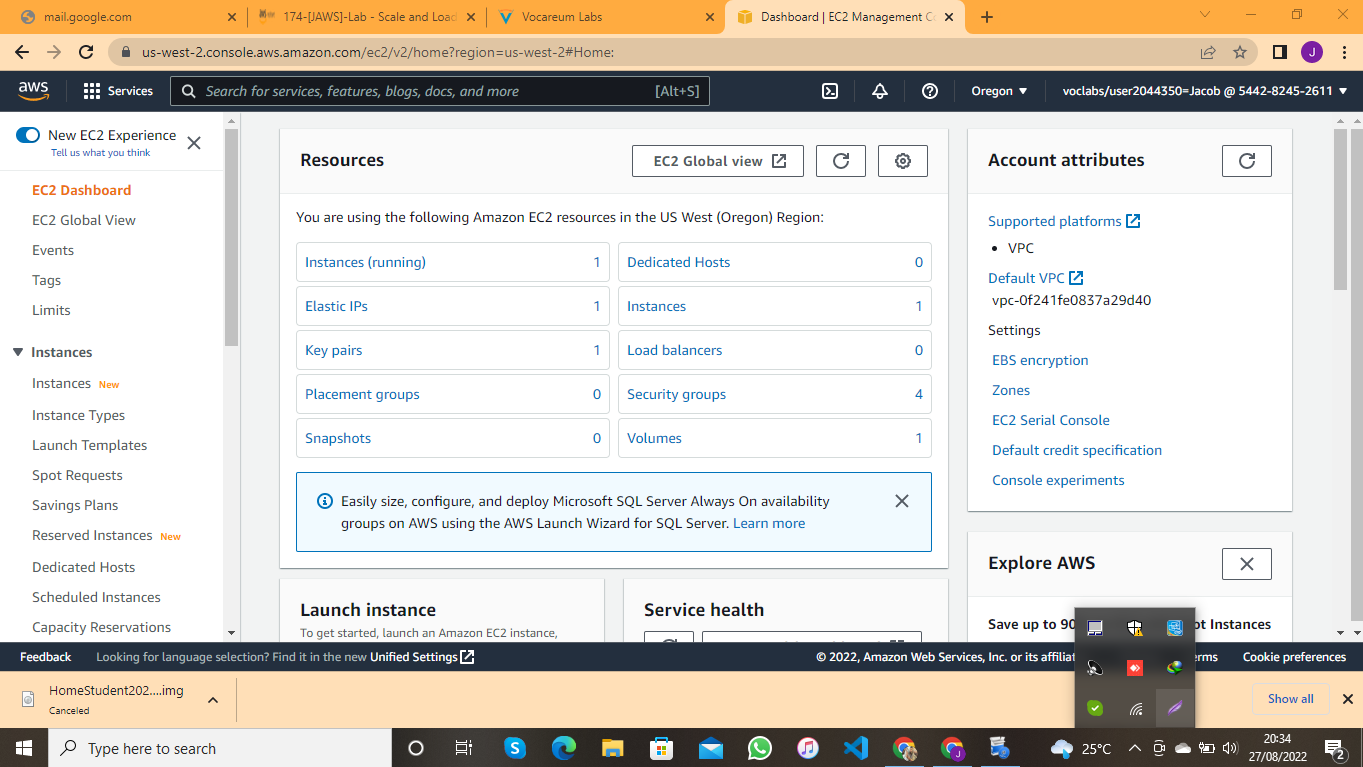 mail.google.com
174-[JAWS]-Lab - Scale and Load
Vocareum Labs
Dashboard | EC2 Management C
us-west-2.console.aws.amazon.com/ec2/v2/home?region=us-west-2#Home:
J
aws
Services
Search for services, features, blogs, docs, and more
[Alt+S]
Oregon
voclabs/user2044350=Jacob @ 5442-8245-2611
New EC2 Experience
Tell us what you think
EC2 Dashboard
EC2 Global View
Events
Tags
Limits
Instances
Instances New
Instance Types
Launch Templates
Spot Requests
Savings Plans
Reserved Instances New
Dedicated Hosts
Scheduled Instances
Capacity Reservations
Resources
EC2 Global view
You are using the following Amazon EC2 resources in the US West (Oregon) Region:
Instances (running) 1
Dedicated Hosts 0
Elastic IPs 1
Instances 1
Key pairs 1
Load balancers 0
Placement groups 0
Security groups 4
Snapshots 0
Volumes 1
Easily size, configure, and deploy Microsoft SQL Server Always On availability
groups on AWS using the AWS Launch Wizard for SQL Server. Learn more
Launch instance
To get started, launch an Amazon EC2 instance,
Service health
Account attributes
Supported platforms
VPC
Default VPC
vpc-0f241fe0837a29d40
Settings
EBS encryption
Zones
EC2 Serial Console
Default credit specification
Console experiments
Explore AWS
Save up to 90 ot Instances
Feedback
Looking for language selection? Find it in the new Unified Settings
© 2022, Amazon Web Services, Inc. or its affiliat
erms
Cookie preferences
HomeStudent202....img
Canceled
Show all
Type here to search
25°C
20:34
27/08/2022
2